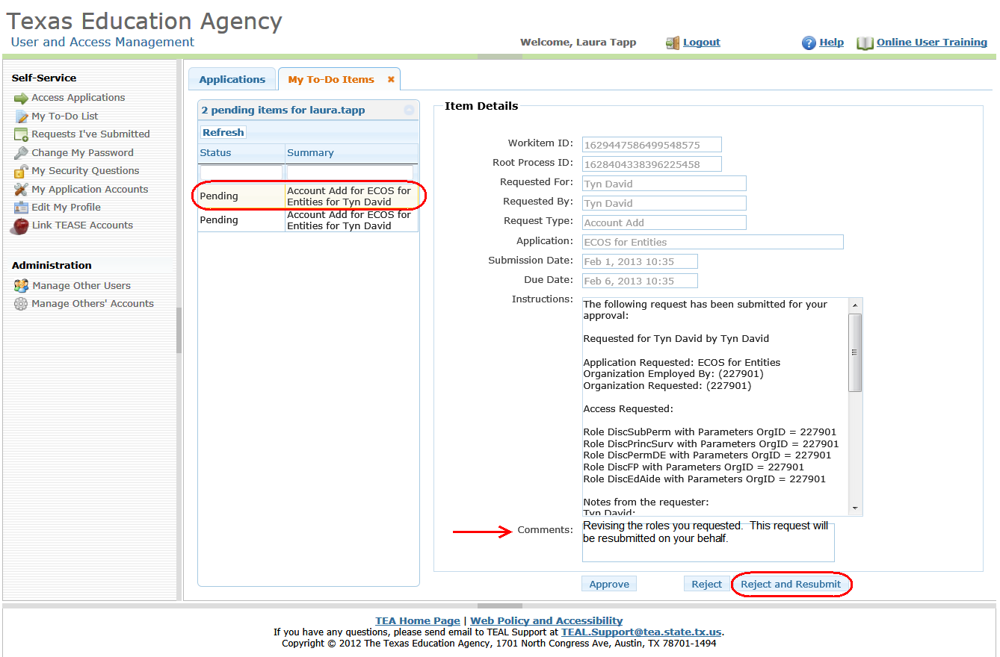 Texas Education Agency
User and Access Management
Welcome, Laura Tapp
Logout
Help
Online User Training
Self-Service
Access Applications
My To-Do List
Requests I've Submitted
Change My Password
My Security Questions
My Application Accounts
Edit My Profile
Link TEASE Accounts
Administration
Manage Other Users
Manage Others' Accounts
Applications
My To-Do Items
2 pending items for laura.tapp
Refresh
Status Summary
Pending
Account Add for ECOS for
Entities for Tyn David
Pending
Account Add for ECOS for
Entities for Tyn David
Item Details
Workitem ID: 1629447586499548575
Root Process ID: 1628404338396225458
Requested For: Tyn David
Requested By: Tyn David
Request Type: Account Add
Application: ECOS for Entities
Submission Date: Feb 1, 2013 10:35
Due Date: Feb 6, 2013 10:35
Instructions:
The following request has been submitted for your
approval:
Requested for Tyn David by Tyn David
Application Requested: ECOS for Entities
Organization Employed By: (227901)
Organization Requested: (227901)
Access Requested:
Role DiscSubPerm with Parameters OrgID = 227901
Role DiscPrincSurv with Parameters OrgID = 227901
Role DiscPermDE with Parameters OrgID = 227901
Role DiscFP with Parameters OrgID = 227901
Role DiscEdAide with Parameters OrgID = 227901
Notes from the requester:
Tyn David:
Comments:
Revising the roles you requested.  This request will
be resubmitted on your behalf.
Approve
Reject
Reject and Resubmit
TEA Home Page | Web Policy and Accessibility
If you have any questions, please send email to TEAL Support at TEAL.Support@tea.state.tx.us.
Copyright © 2012 The Texas Education Agency, 1701 North Congress Ave, Austin, TX 78701-1494